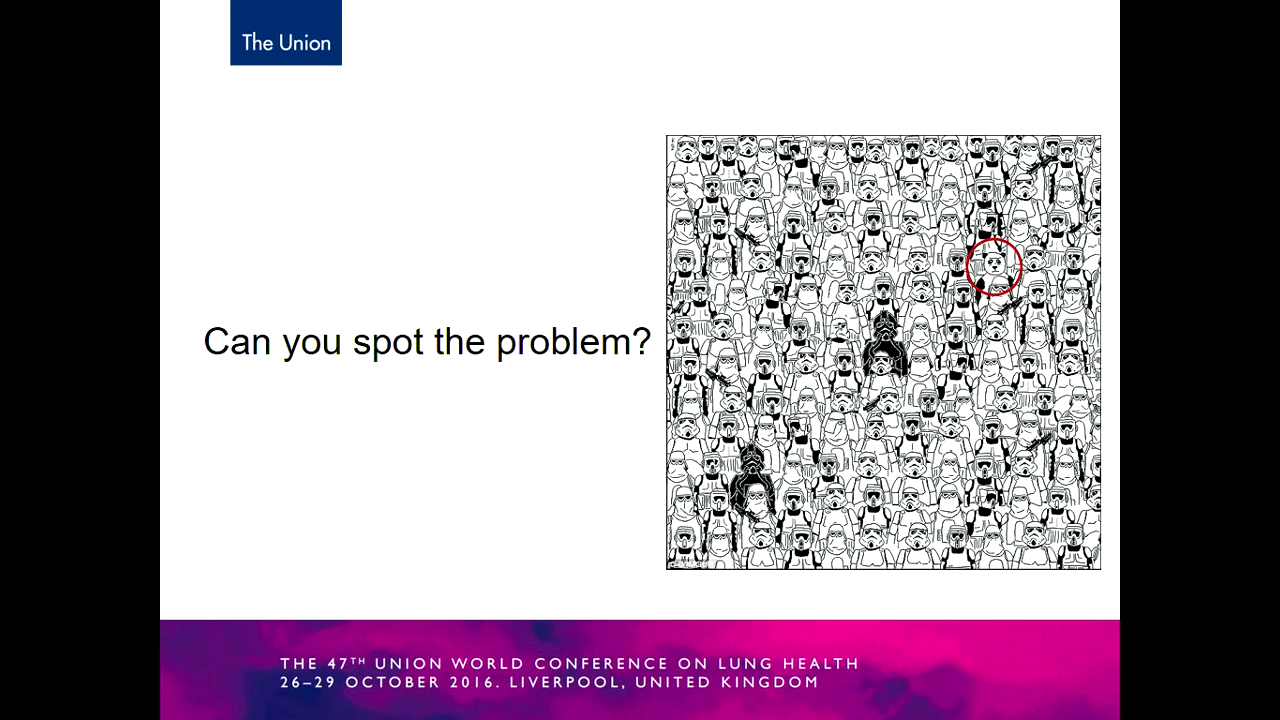 The Union
Can you spot the problem?
THE 47TH UNION WORLD CONFERENCE ON LUNG HEALTH
26–29 OCTOBER 2016. LIVERPOOL, UNITED KINGDOM